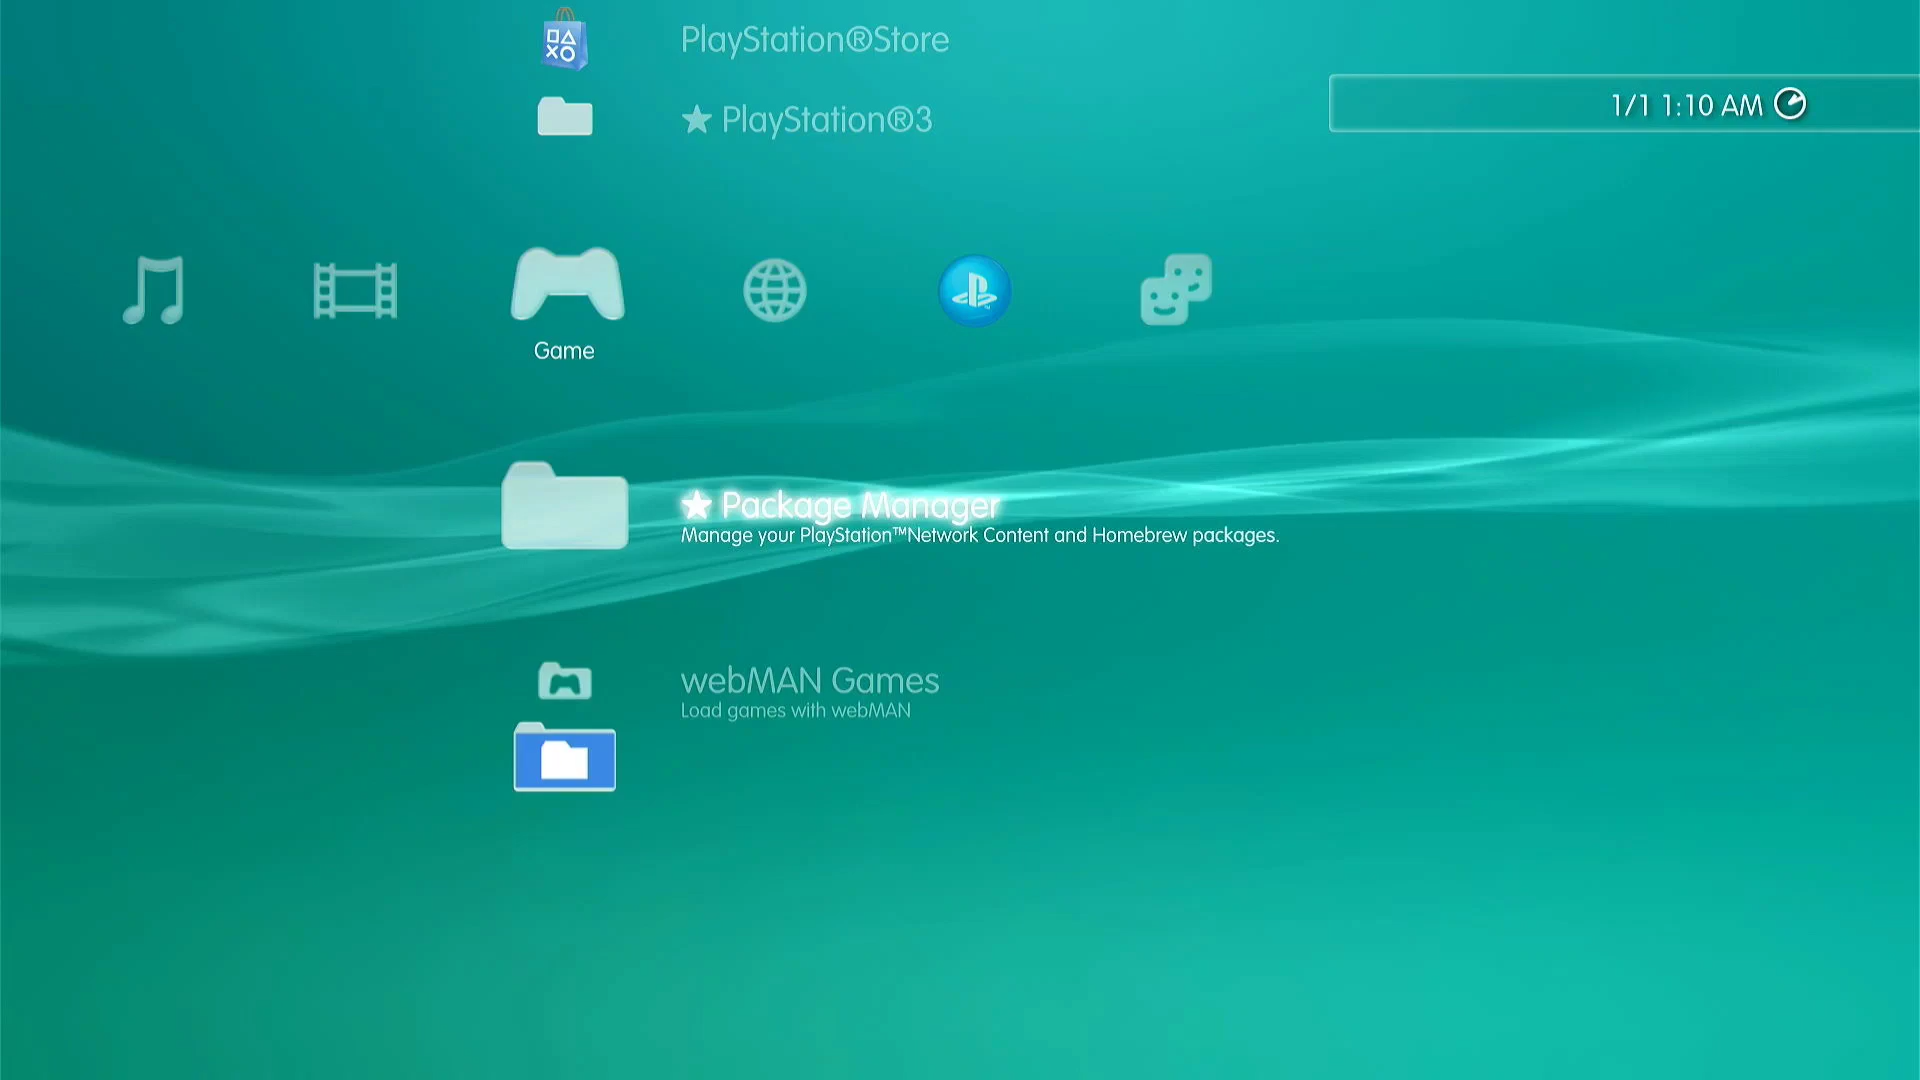 PlayStation®Store
★ PlayStation®3
1/1 1:10 AM
Game
★ Package Manager
Manage your PlayStation™Network Content and Homebrew packages.
webMAN Games
Load games with webMAN